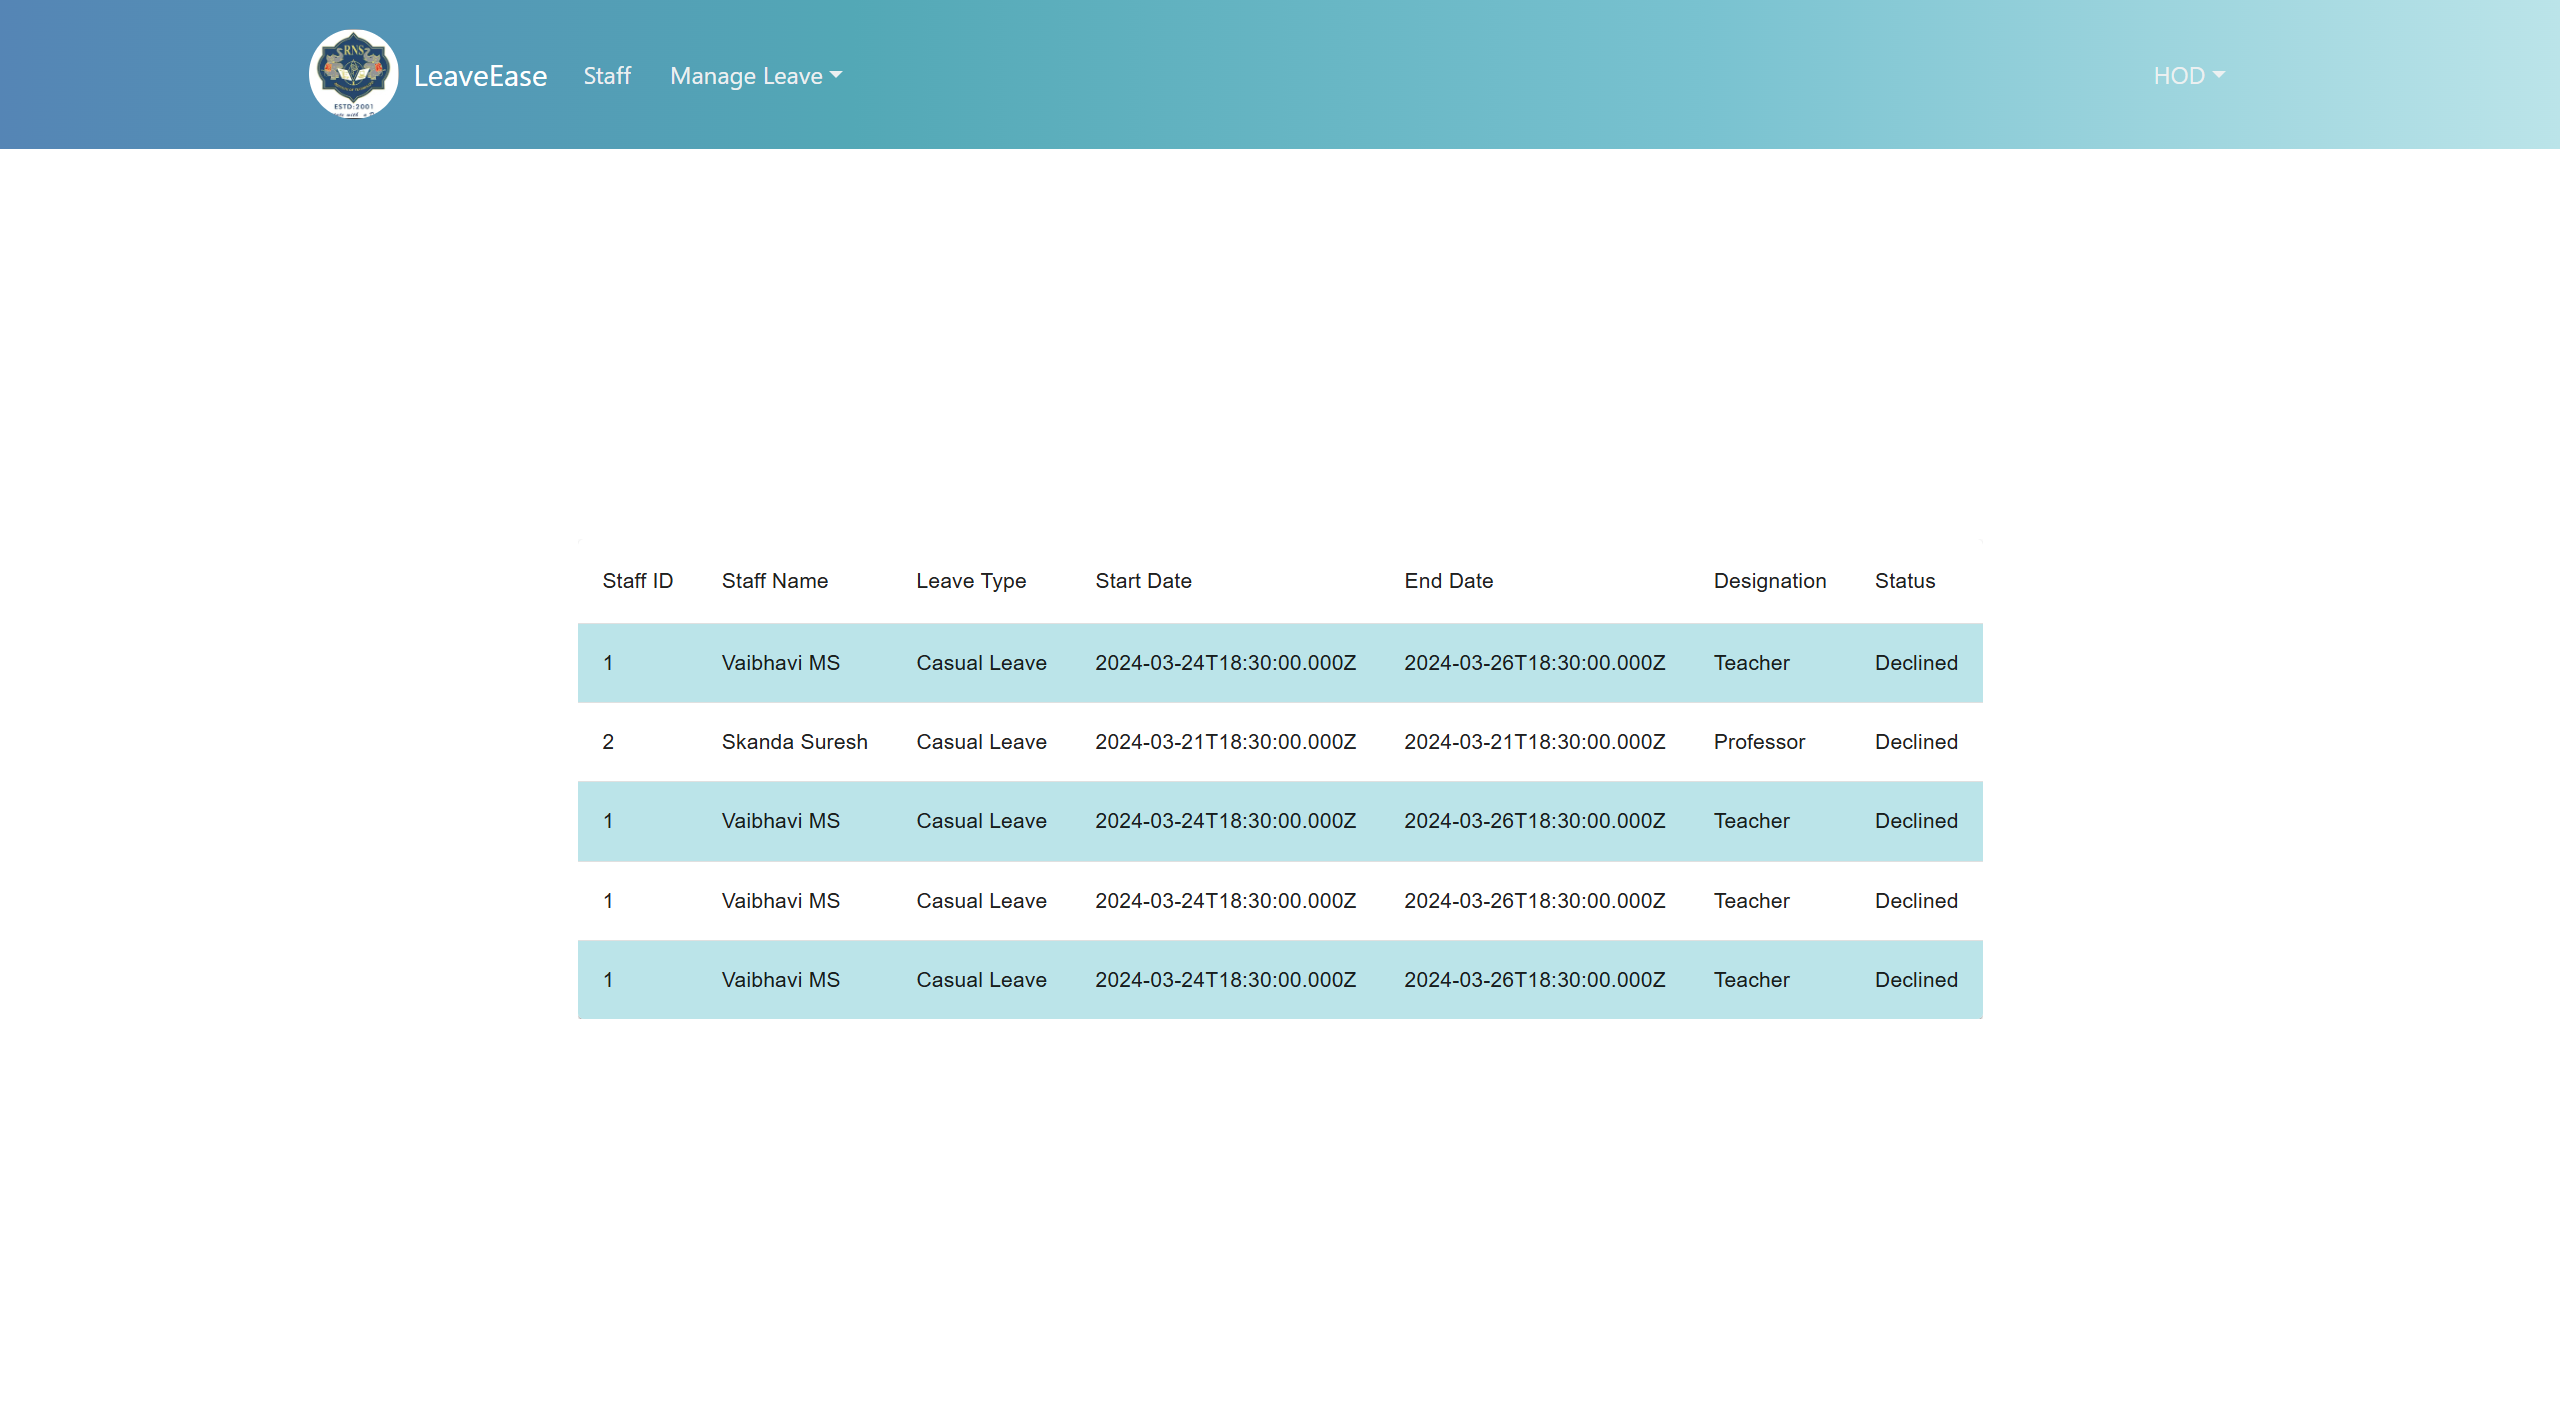 RNS
ESTD:2001
LeaveEase Staff Manage Leave HOD
Staff ID Staff Name Leave Type Start Date End Date Designation Status
1 Vaibhavi MS Casual Leave 2024-03-24T18:30:00.000Z 2024-03-26T18:30:00.000Z Teacher Declined
2 Skanda Suresh Casual Leave 2024-03-21T18:30:00.000Z 2024-03-21T18:30:00.000Z Professor Declined
1 Vaibhavi MS Casual Leave 2024-03-24T18:30:00.000Z 2024-03-26T18:30:00.000Z Teacher Declined
1 Vaibhavi MS Casual Leave 2024-03-24T18:30:00.000Z 2024-03-26T18:30:00.000Z Teacher Declined
1 Vaibhavi MS Casual Leave 2024-03-24T18:30:00.000Z 2024-03-26T18:30:00.000Z Teacher Declined